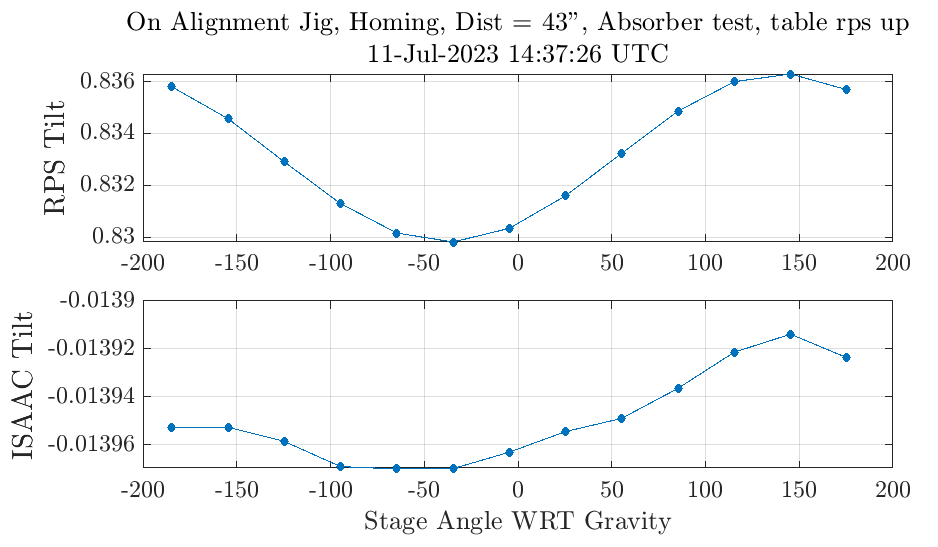 On Alignment Jig, Homing, Dist = 43", Absorber test, table rps up
11-Jul-2023 14:37:26 UTC
RPS Tilt
0.836
0.834
0.832
0.83
-200 -150 -100 -50 0 50 100 150 200
ISAAC Tilt
-0.0139
-0.01392
-0.01394
-0.01396
-200 -150 -100 -50 0 50 100 150 200
Stage Angle WRT Gravity